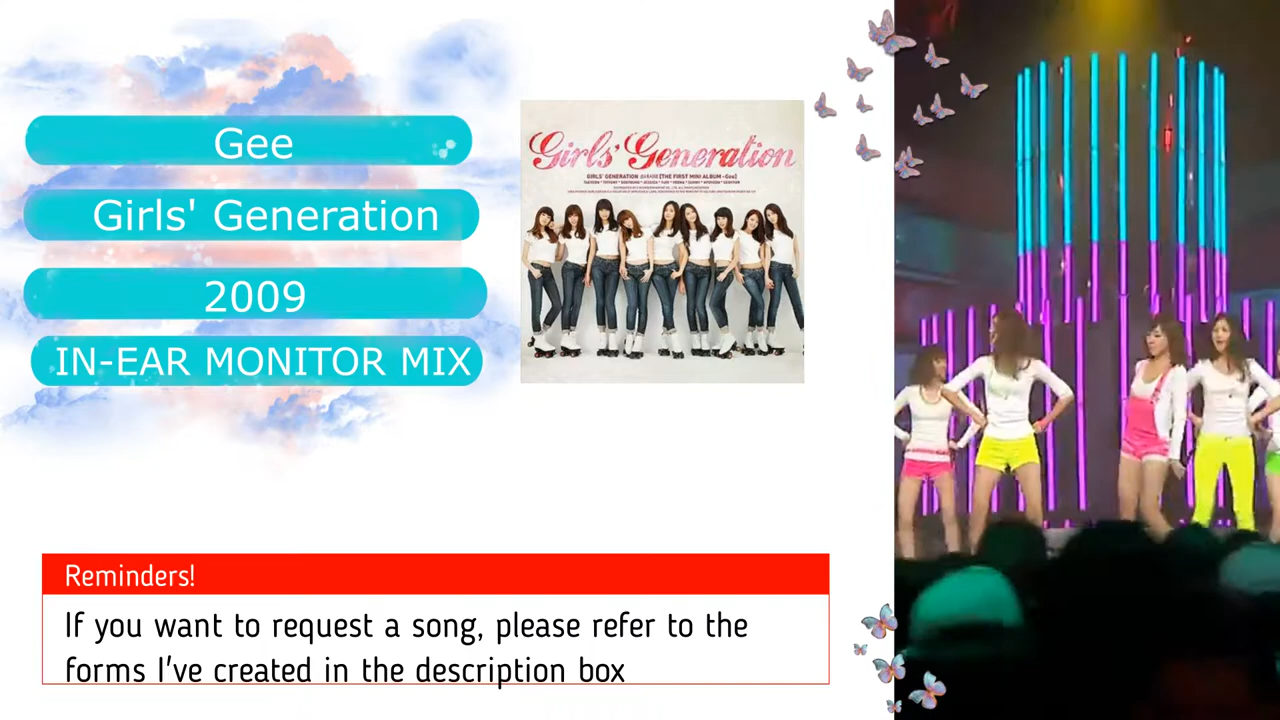 Gee
Girls' Generation
2009
IN-EAR MONITOR MIX
Girls' Generation
Reminders!
If you want to request a song, please refer to the
forms I've created in the description box